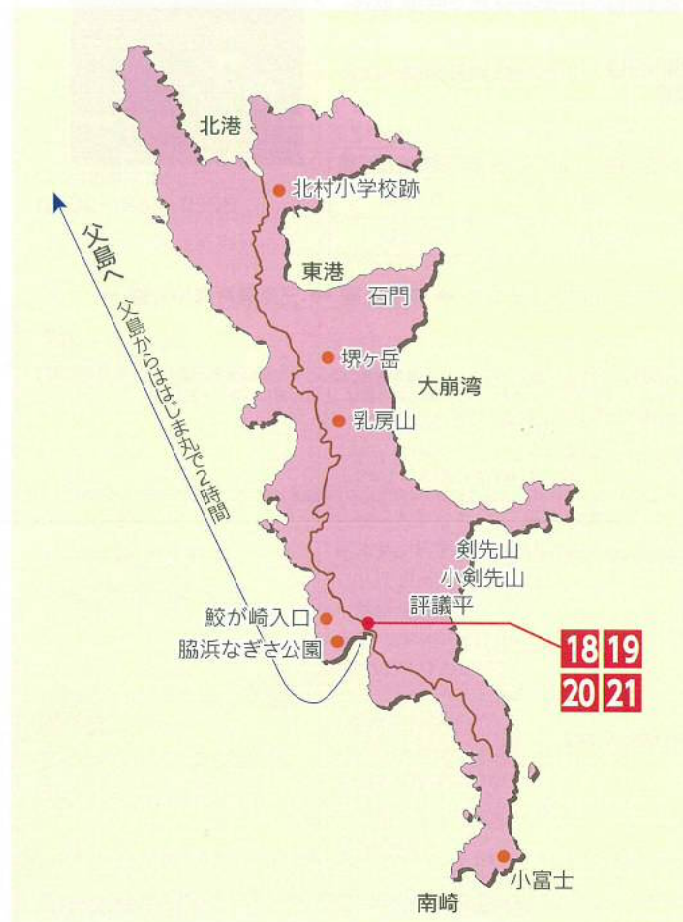 北港
北村小学校跡
東港
石門
父島へ
父島からははじま丸で2時間
堺ヶ岳
大崩湾
乳房山
剣先山
小剣先山
評議平
鮫が崎入口
脇浜なぎさ公園
18 19
20 21
小富士
南崎